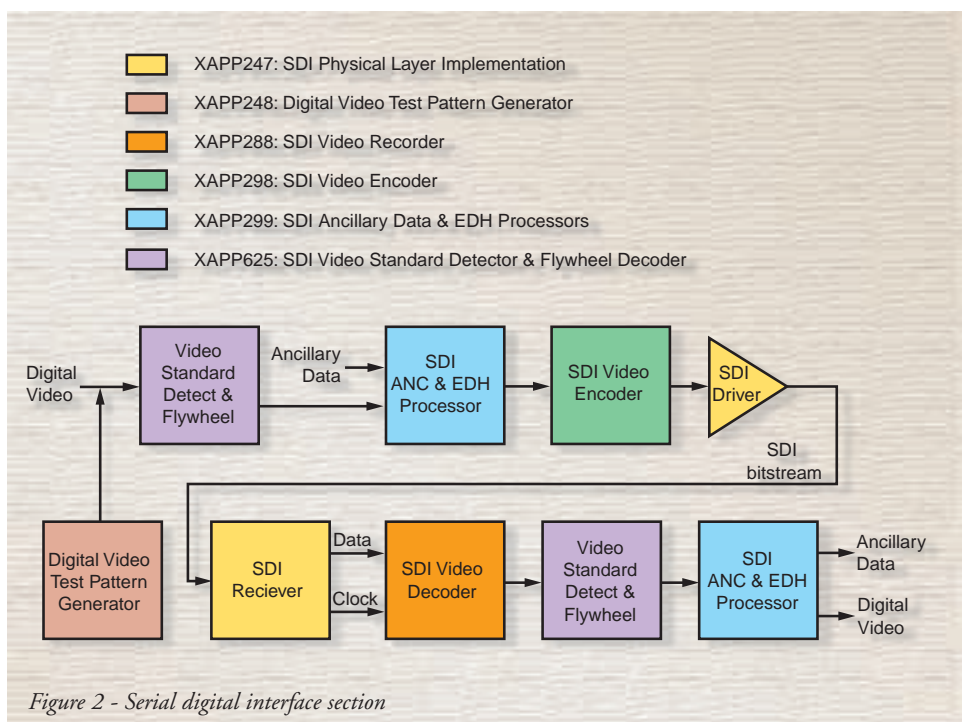 XAPP247: SDI Physical Layer Implementation
XAPP248: Digital Video Test Pattern Generator
XAPP288: SDI Video Recorder
XAPP298: SDI Video Encoder
XAPP299: SDI Ancillary Data & EDH Processors
XAPP625: SDI Video Standard Detector & Flywheel Decoder
Digital
Video
Video
Standard
Detect &
Flywheel
Ancillary
Data
SDI
ANC & EDH
Processor
SDI Video
Encoder
SDI
Driver
SDI
bitstream
Digital Video
Test Pattern
Generator
SDI
Reciever
Data
Clock
SDI Video
Decoder
Video
Standard
Detect &
Flywheel
SDI
ANC & EDH
Processor
Ancillary
Data
Digital
Video
Figure 2 - Serial digital interface section